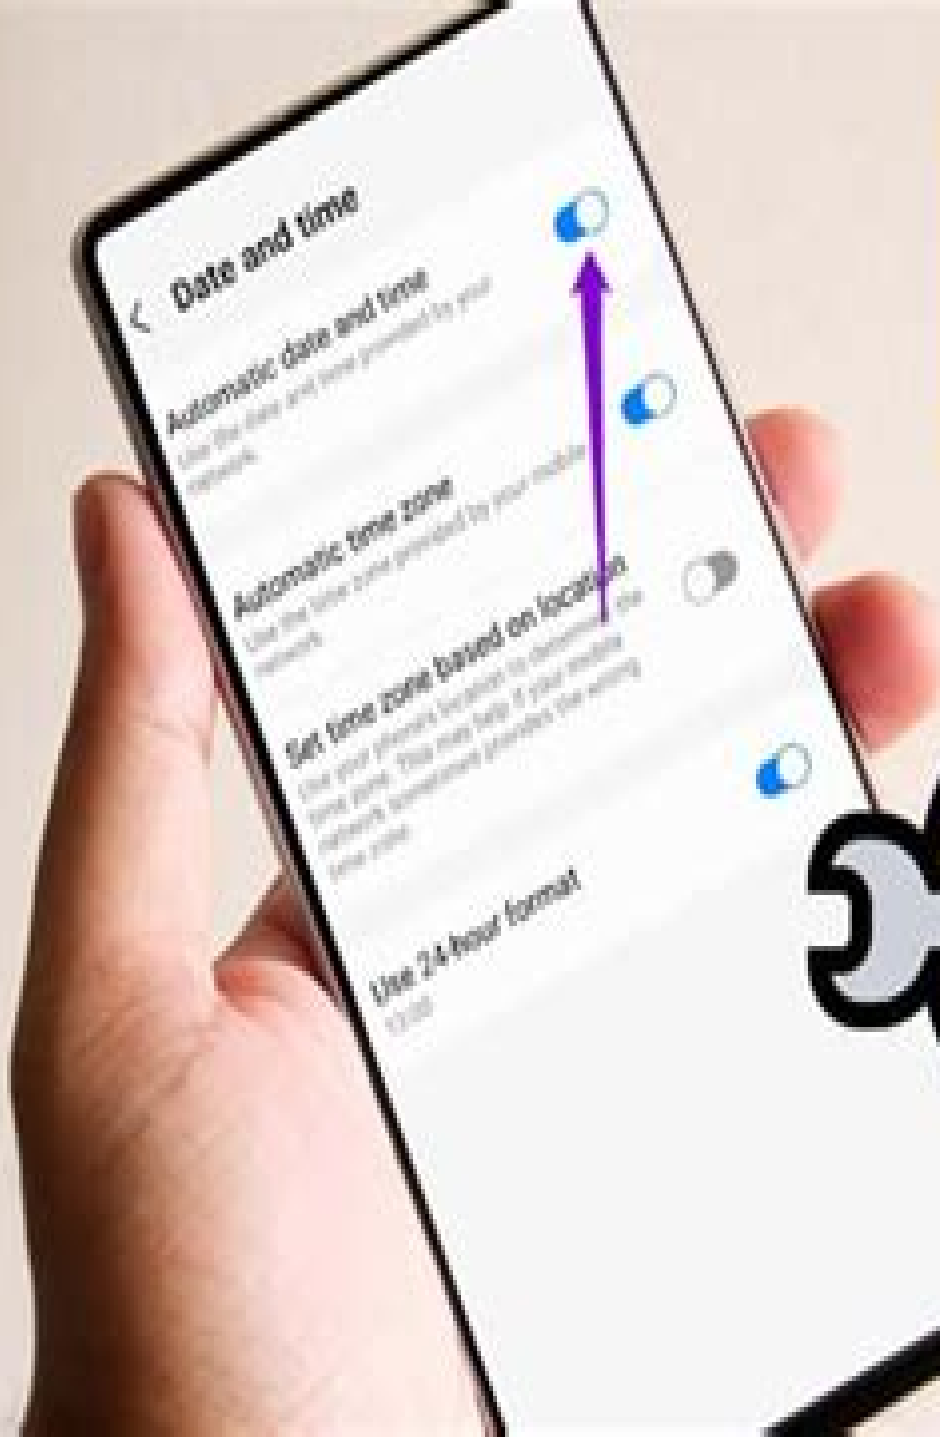 Date and time
Automatic date and time
Use the date and time provided by your
network.
Automatic time zone
Use the time zone provided by your mobile
network.
Set time zone based on location
Use your phone's location to determine the
time zone. This may help if your mobile
network sometimes provides the wrong
time zone.
Use 24-hour format
13:00